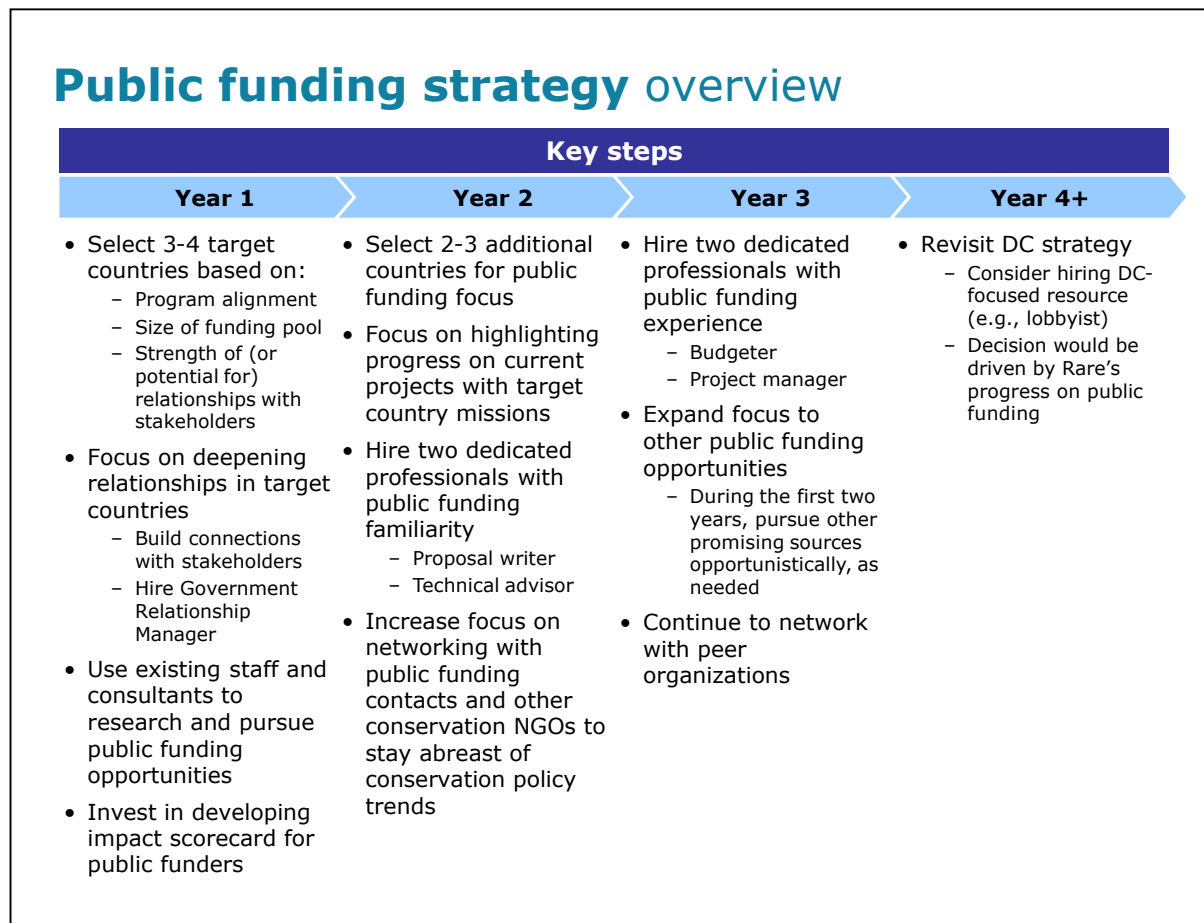 Public funding strategy overview
Key steps
Year 1
Year 2
Year 3
Year 4+
• Select 3-4 target
countries based on:
– Program alignment
– Size of funding pool
– Strength of (or
potential for)
relationships with
stakeholders
• Focus on deepening
relationships in target
countries
– Build connections
with stakeholders
– Hire Government
Relationship
Manager
• Use existing staff and
consultants to
research and pursue
public funding
opportunities
• Invest in developing
impact scorecard for
public funders
• Select 2-3 additional
countries for public
funding focus
• Focus on highlighting
progress on current
projects with target
country missions
• Hire two dedicated
professionals with
public funding
familiarity
– Proposal writer
– Technical advisor
• Increase focus on
networking with
public funding
contacts and other
conservation NGOs to
stay abreast of
conservation policy
trends
• Hire two dedicated
professionals with
public funding
experience
– Budgeter
– Project manager
• Expand focus to
other public funding
opportunities
– During the first two
years, pursue other
promising sources
opportunistically, as
needed
• Continue to network
with peer
organizations
• Revisit DC strategy
– Consider hiring DC-
focused resource
(e.g., lobbyist)
– Decision would be
driven by Rare’s
progress on public
funding